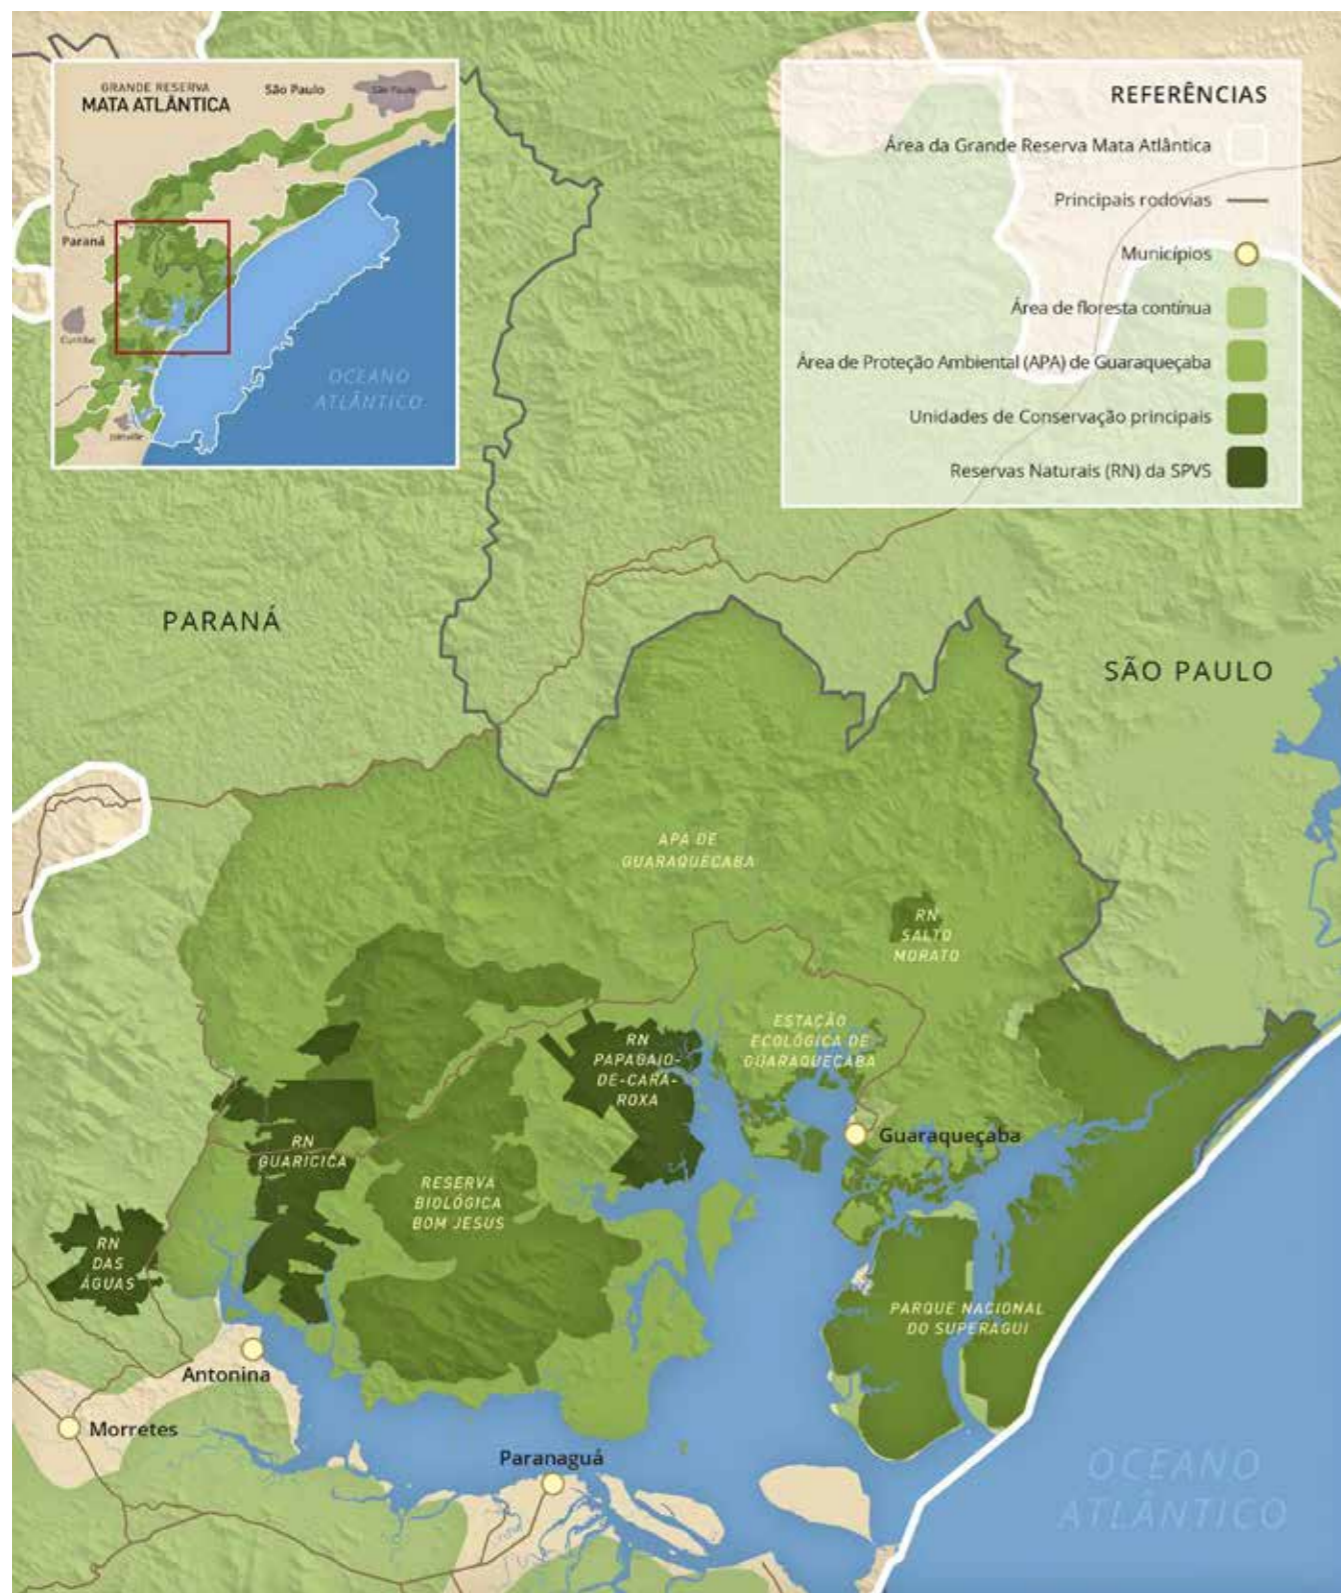 GRANDE RESERVA
MATA ATLÂNTICA
São Paulo
São Paulo
Paraná
Curitiba
Joinville
OCEANO
ATLÂNTICO
REFERÊNCIAS
Área da Grande Reserva Mata Atlântica
Principais rodovias
Municípios
Área de floresta contínua
Área de Proteção Ambiental (APA) de Guaraqueçaba
Unidades de Conservação principais
Reservas Naturais (RN) da SPVS
PARANÁ
SÃO PAULO
APA DE
GUARAQUEÇABA
RN
SALTO
MORATO
ESTAÇÃO
ECOLÓGICA DE
GUARAQUEÇABA
RN
PAPAGAIO-
DE-CARA-
ROXA
Guaraqueçaba
RN
GUARICICA
RESERVA
BIOLÓGICA
BOM JESUS
RN
DAS
ÁGUAS
PARQUE NACIONAL
DO SUPERAGUI
Antonina
Morretes
Paranaguá
OCEANO
ATLÂNTICO